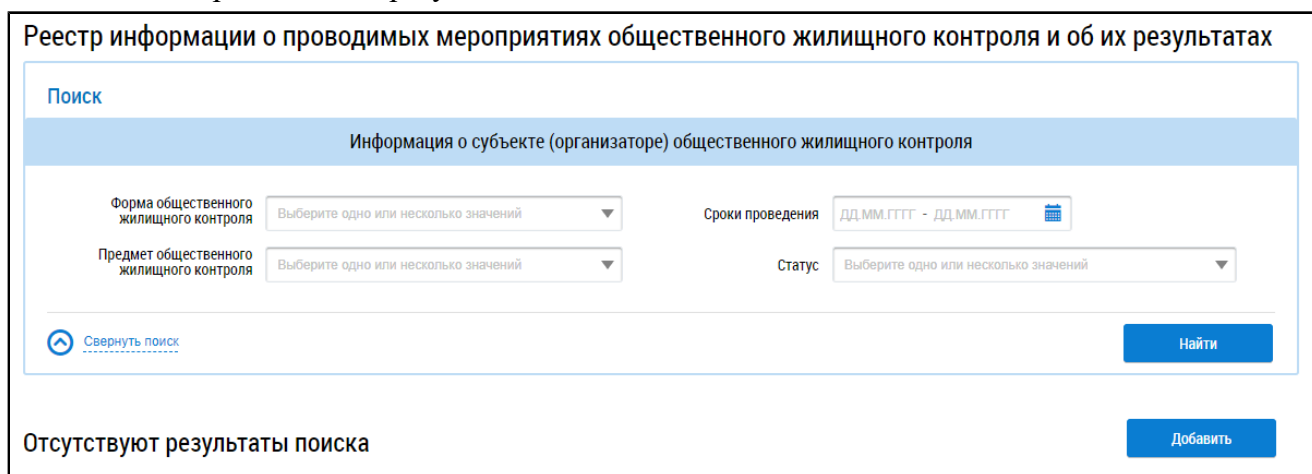 Реестр информации о проводимых мероприятиях общественного жилищного контроля и об их результатах
Поиск
Информация о субъекте (организаторе) общественного жилищного контроля
Форма общественного
жилищного контроля
Выберите одно или несколько значений
Сроки проведения
ДД.ММ.ГГГГ - ДД.ММ.ГГГГ
Предмет общественного
жилищного контроля
Выберите одно или несколько значений
Статус
Выберите одно или несколько значений
Свернуть поиск
Найти
Отсутствуют результаты поиска
Добавить